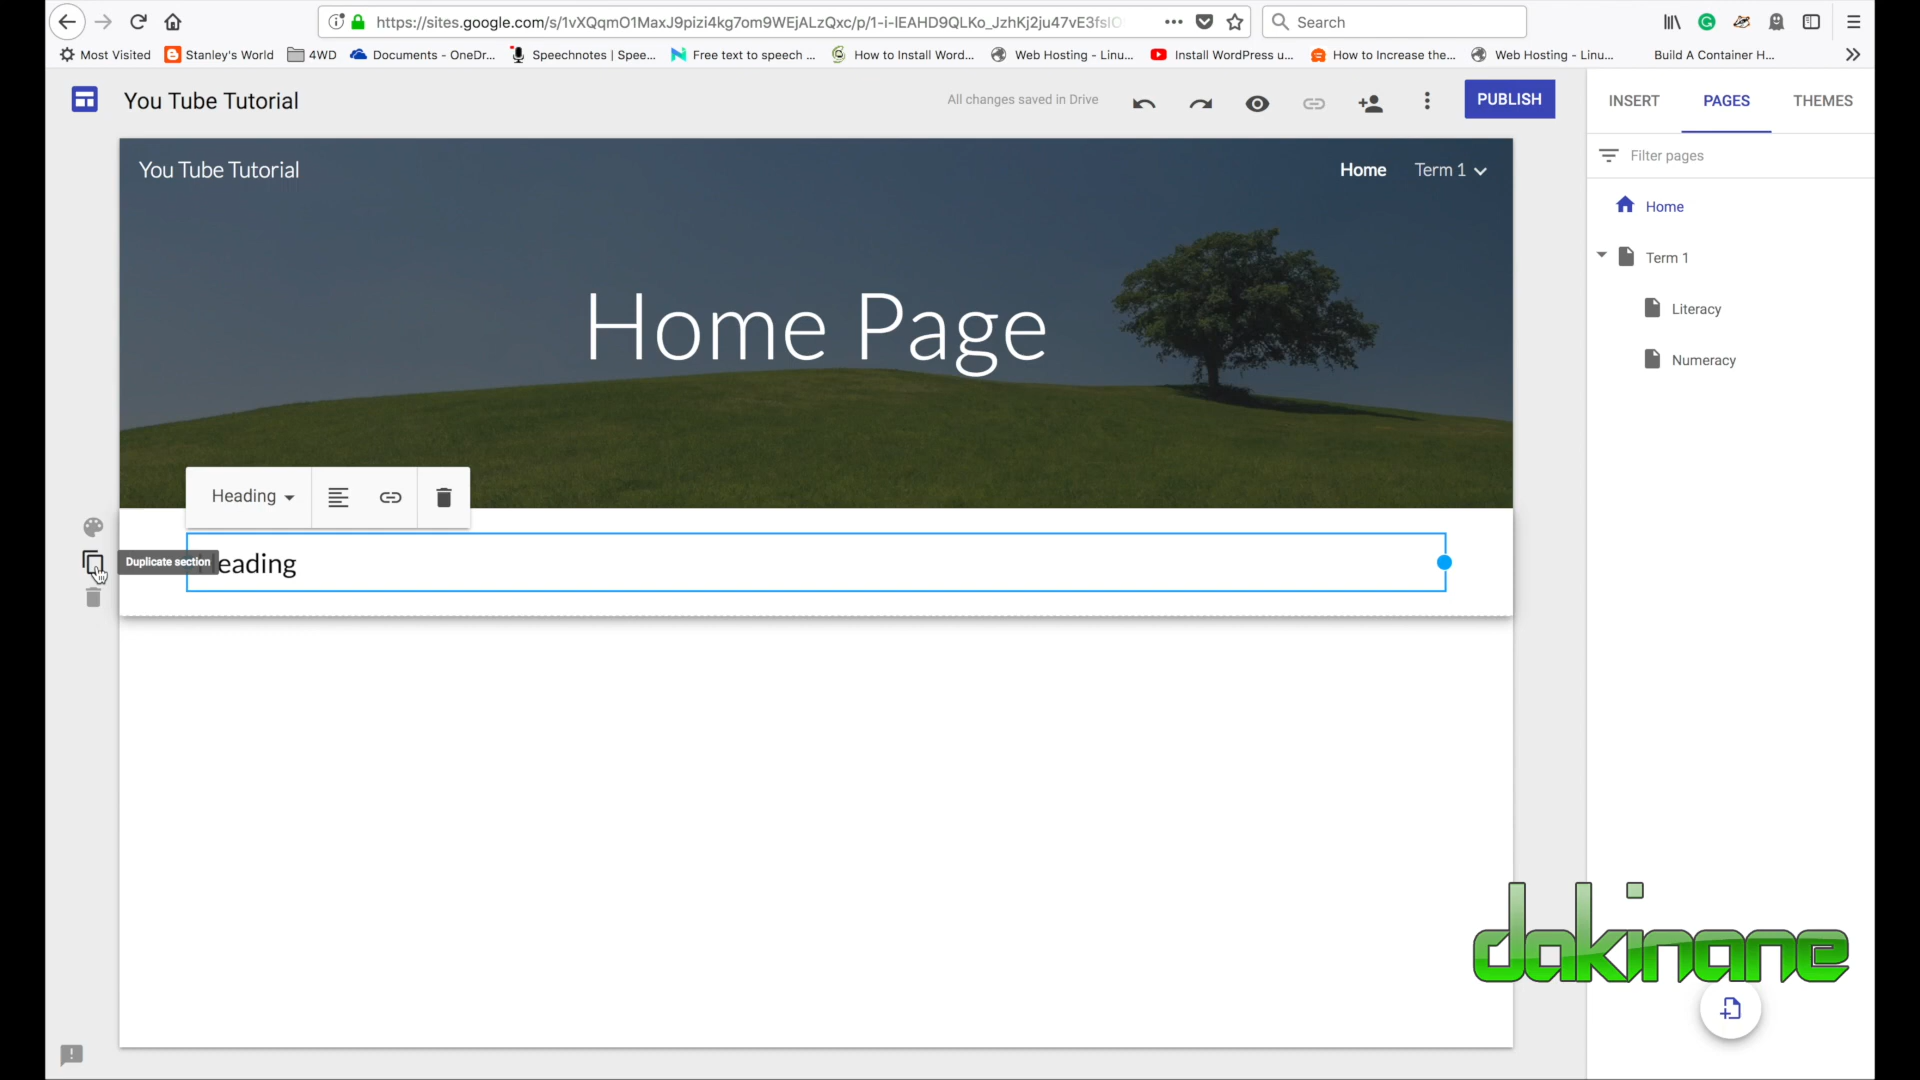 https://sites.google.com/s/1vXQqmO1MaxJ9pizi4kg7om9WEjALzQxc/p/1-i-IEAHD9QLKo_JzhKj2ju47vE3fsIO
Search
Most Visited
Stanley's World
4WD
Documents - OneDr...
Speechnotes | Spee...
Free text to speech ...
How to Install Word...
Web Hosting - Linu...
Install WordPress u...
How to Increase the...
Web Hosting - Linu...
Build A Container H...
You Tube Tutorial
All changes saved in Drive
PUBLISH
INSERT
PAGES
THEMES
You Tube Tutorial
Home
Term 1
Filter pages
Home
Term 1
Literacy
Numeracy
Home Page
Heading
Duplicate section
eading
dakinane